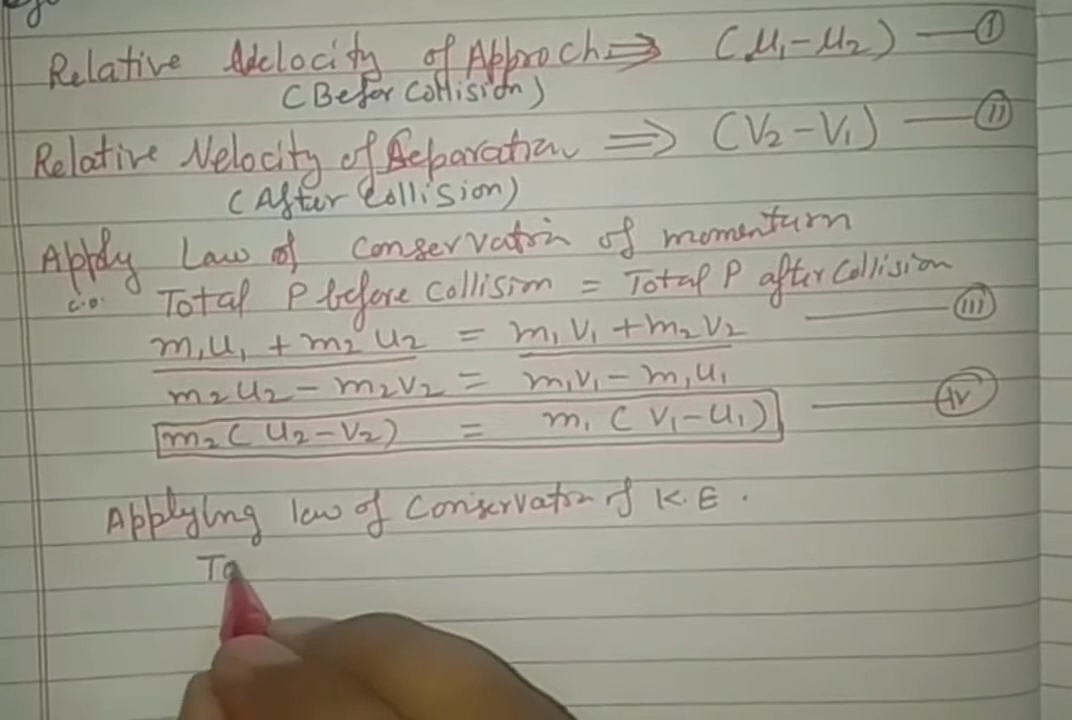 Relative Velocity of Approch ⇒ (u₁-u₂) — (i)
(Befor Collision)
Relative Velocity of Separation ⇒ (V₂-V₁) — (ii)
(After Collision)
Apply Law of conservation of momentum
Total P before collision = Total P after Collision
m₁u₁ + m₂u₂ = m₁v₁ + m₂v₂ — (iii)
m₂u₂ - m₂v₂ = m₁v₁ - m₁u₁
m₂(u₂-v₂) = m₁(v₁-u₁) — (iv)
Applying law of Conservation of K.E.
To